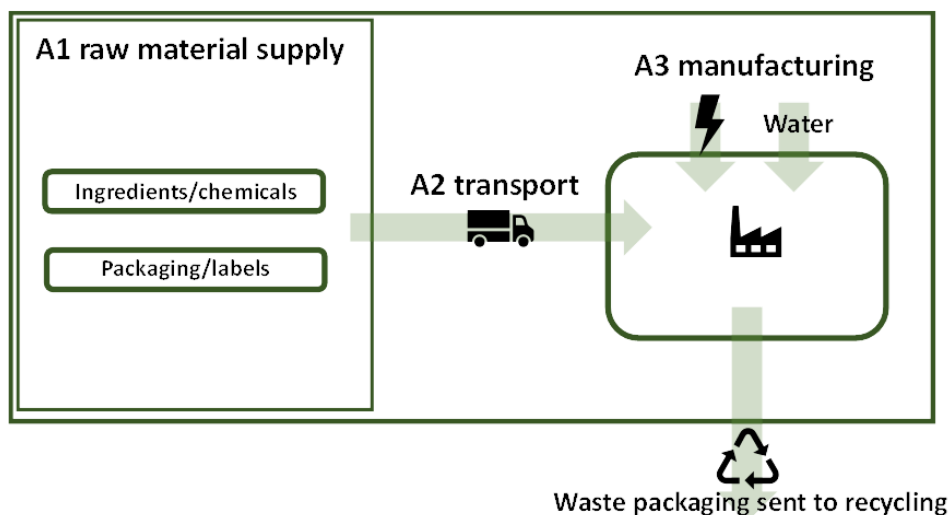 A1 raw material supply
A3 manufacturing
Water
Ingredients/chemicals
A2 transport
Packaging/labels
Waste packaging sent to recycling